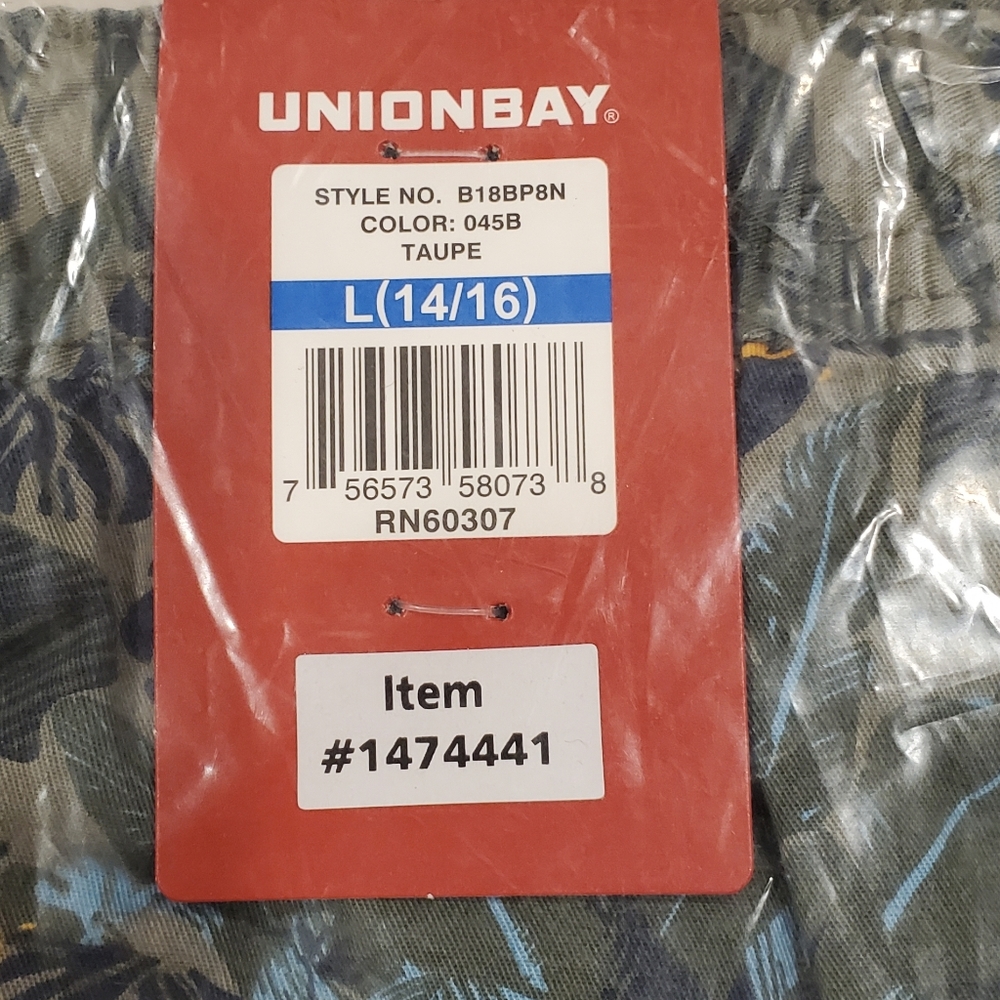 UNIONBAY®
STYLE NO. B18BP8N
COLOR: 045B
TAUPE
L(14/16)
7 56573 58073 8
RN60307
Item
#1474441